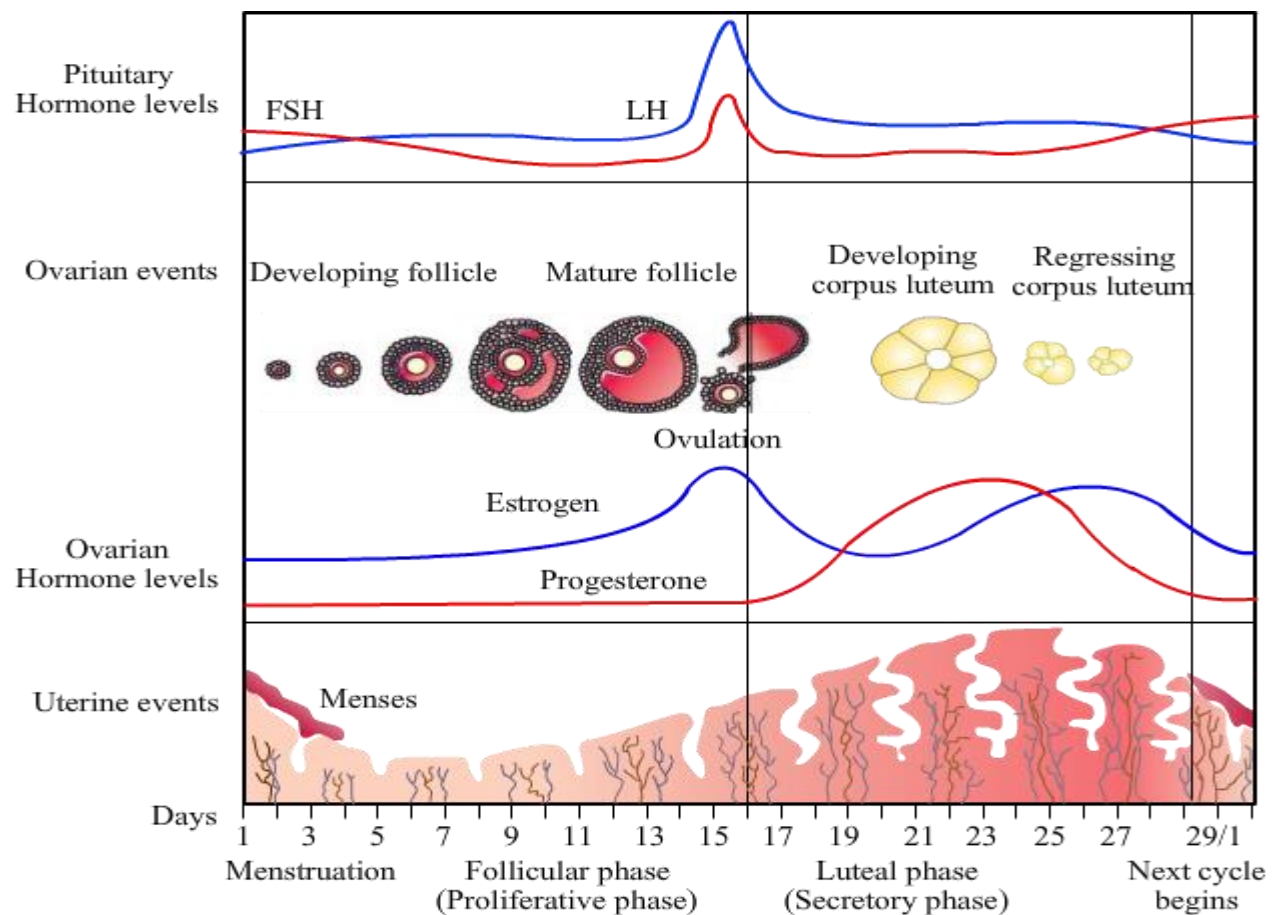 Pituitary
Hormone levels
FSH
LH
Ovarian events
Developing follicle
Mature follicle
Developing
corpus luteum
Regressing
corpus luteum
Ovulation
Estrogen
Ovarian
Hormone levels
Progesterone
Uterine events
Menses
Days
1 3 5 7 9 11 13 15 17 19 21 23 25 27 29/1
Menstruation
Follicular phase
(Proliferative phase)
Luteal phase
(Secretory phase)
Next cycle
begins